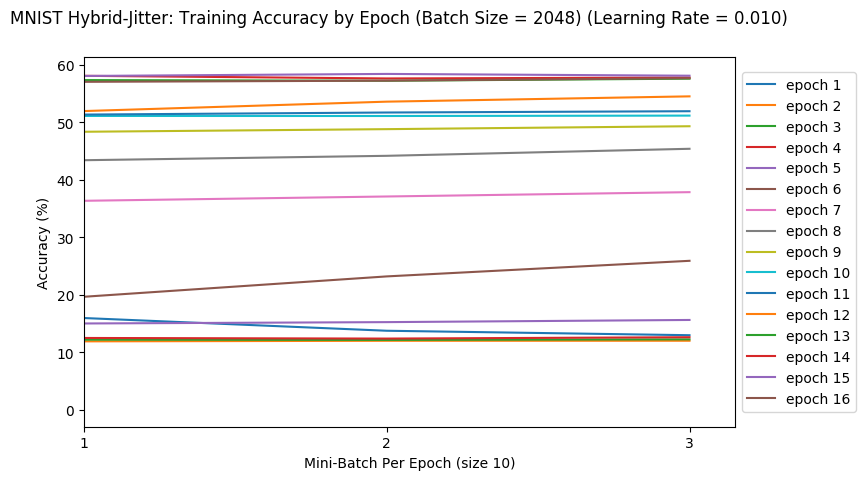 MNIST Hybrid-Jitter: Training Accuracy by Epoch (Batch Size = 2048) (Learning Rate = 0.010)
60
50
40
30
20
10
0
Accuracy (%)
1
2
3
Mini-Batch Per Epoch (size 10)
epoch 1
epoch 2
epoch 3
epoch 4
epoch 5
epoch 6
epoch 7
epoch 8
epoch 9
epoch 10
epoch 11
epoch 12
epoch 13
epoch 14
epoch 15
epoch 16